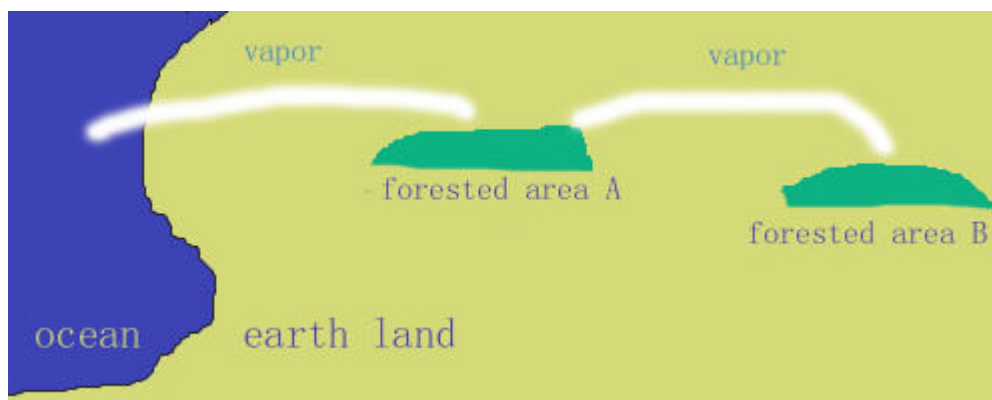 vapor
vapor
forested area A
forested area B
ocean
earth land